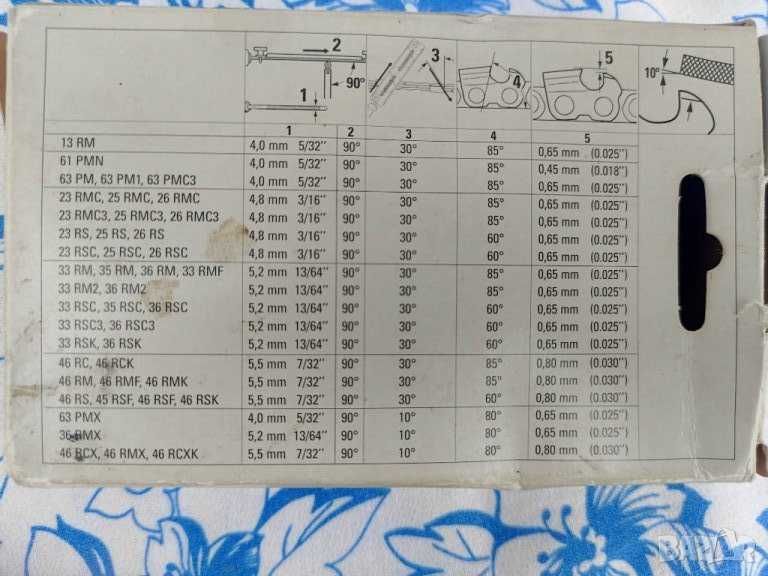 2 3 4 5 10°
90°
1
1 2 3 4 5
13 RM 4,0 mm 5/32" 90° 30° 85° 0,65 mm (0.025")
61 PMN 4,0 mm 5/32" 90° 30° 85° 0,45 mm (0.018")
63 PM, 63 PM1, 63 PMC3 4,0 mm 5/32" 90° 30° 85° 0,65 mm (0.025")
23 RMC, 25 RMC, 26 RMC 4,8 mm 3/16" 90° 30° 85° 0,65 mm (0.025")
23 RMC3, 25 RMC3, 26 RMC3 4,8 mm 3/16" 90° 30° 85° 0,65 mm (0.025")
23 RS, 25 RS, 26 RS 4,8 mm 3/16" 90° 30° 60° 0,65 mm (0.025")
23 RSC, 25 RSC, 26 RSC 4,8 mm 3/16" 90° 30° 60° 0,65 mm (0.025")
33 RM, 35 RM, 36 RM, 33 RMF 5,2 mm 13/64" 90° 30° 85° 0,65 mm (0.025")
33 RM2, 36 RM2 5,2 mm 13/64" 90° 30° 85° 0,65 mm (0.025")
33 RSC, 35 RSC, 36 RSC 5,2 mm 13/64" 90° 30° 60° 0,65 mm (0.025")
33 RSC3, 36 RSC3 5,2 mm 13/64" 90° 30° 60° 0,65 mm (0.025")
33 RSK, 36 RSK 5,2 mm 13/64" 90° 30° 60° 0,65 mm (0.025")
46 RC, 46 RCK 5,5 mm 7/32" 90° 30° 85° 0,80 mm (0.030")
46 RM, 46 RMF, 46 RMK 5,5 mm 7/32" 90° 30° 85° 0,80 mm (0.030")
46 RS, 45 RSF, 46 RSF, 46 RSK 5,5 mm 7/32" 90° 30° 60° 0,80 mm (0.030")
63 PMX 4,0 mm 5/32" 90° 10° 80° 0,65 mm (0.025")
36 RMX 5,2 mm 13/64" 90° 10° 80° 0,65 mm (0.025")
46 RCX, 46 RMX, 46 RCXK 5,5 mm 7/32" 90° 10° 80° 0,80 mm (0.030")